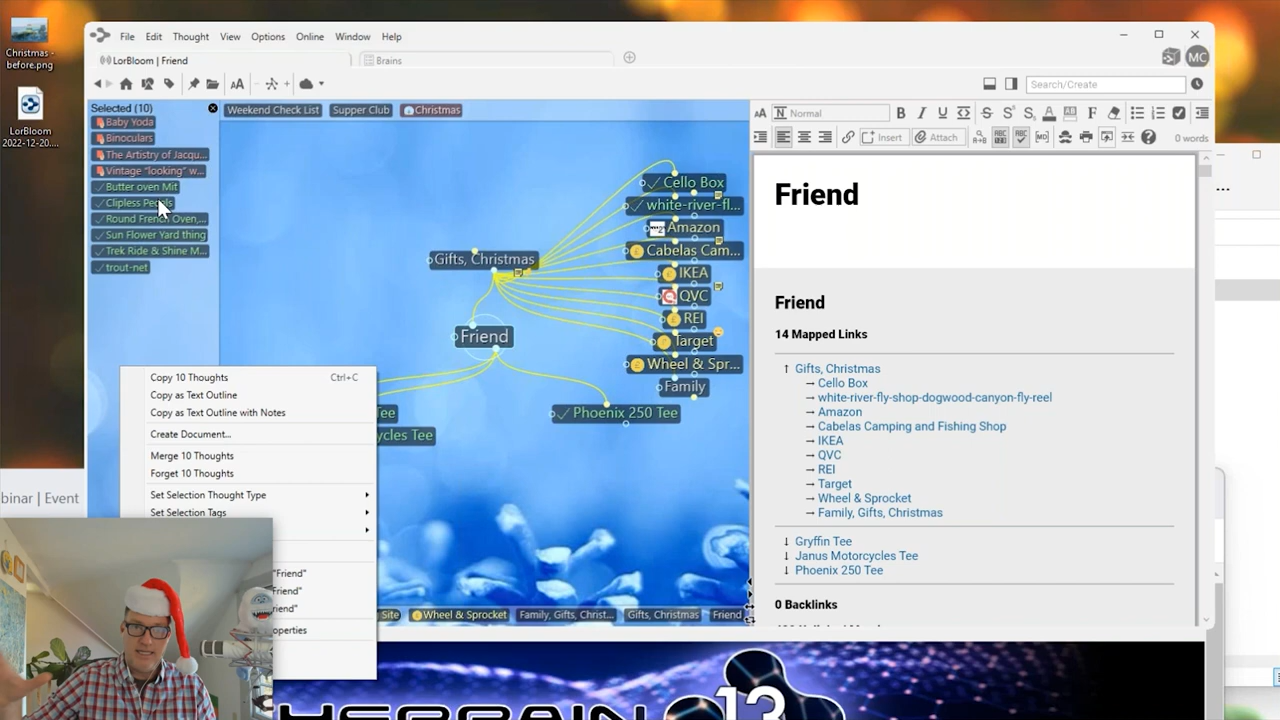 Christmas - before.png
LorBloom 2022-12-20....
File Edit Thought View Options Online Window Help
LorBloom | Friend
Brains
MC
Search/Create
Selected (10)
Baby Yoda
Binoculars
The Artistry of Jacqu...
Vintage "looking" w...
Butter oven Mit
Clipless Pedals
Round French Oven,...
Sun Flower Yard thing
Trek Ride & Shine M...
trout-net
Weekend Check List Supper Club Christmas
Gifts, Christmas
Friend
Cello Box
white-river-fl...
Amazon
Cabelas Cam...
IKEA
QVC
REI
Target
Wheel & Spr...
Family
Tee
ycles Tee
Phoenix 250 Tee
Copy 10 Thoughts Ctrl+C
Copy as Text Outline
Copy as Text Outline with Notes
Create Document...
Merge 10 Thoughts
Forget 10 Thoughts
Set Selection Thought Type
Set Selection Tags
"Friend"
Friend"
riend"
operties
Site Wheel & Sprocket Family, Gifts, Christ... Gifts, Christmas Friend
Normal
Insert
Attach
0 words
Friend
Friend
14 Mapped Links
Gifts, Christmas
→ Cello Box
→ white-river-fly-shop-dogwood-canyon-fly-reel
→ Amazon
→ Cabelas Camping and Fishing Shop
→ IKEA
→ QVC
→ REI
→ Target
→ Wheel & Sprocket
→ Family, Gifts, Christmas
Gryffin Tee
Janus Motorcycles Tee
Phoenix 250 Tee
0 Backlinks
binar | Event
HEBRAIN 13